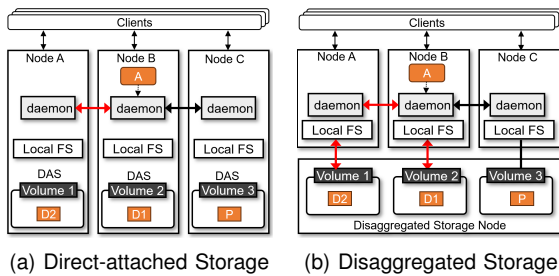 Clients
Node A
Node B
Node C
A
daemon
daemon
daemon
Local FS
Local FS
Local FS
DAS
DAS
DAS
Volume 1
Volume 2
Volume 3
D2
D1
P
(a) Direct-attached Storage
Clients
Node A
Node B
Node C
A
daemon
daemon
daemon
Local FS
Local FS
Local FS
Volume 1
Volume 2
Volume 3
D2
D1
P
Disaggregated Storage Node
(b) Disaggregated Storage